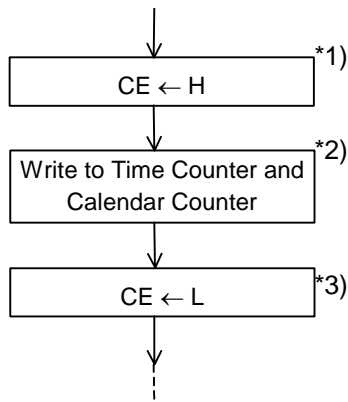 *1)
CE ← H
*2)
Write to Time Counter and
Calendar Counter
*3)
CE ← L